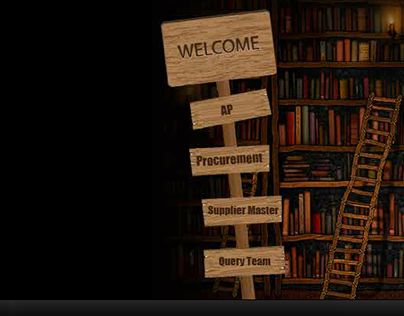 WELCOME
AP
Procurement
Supplier Master
Query Team